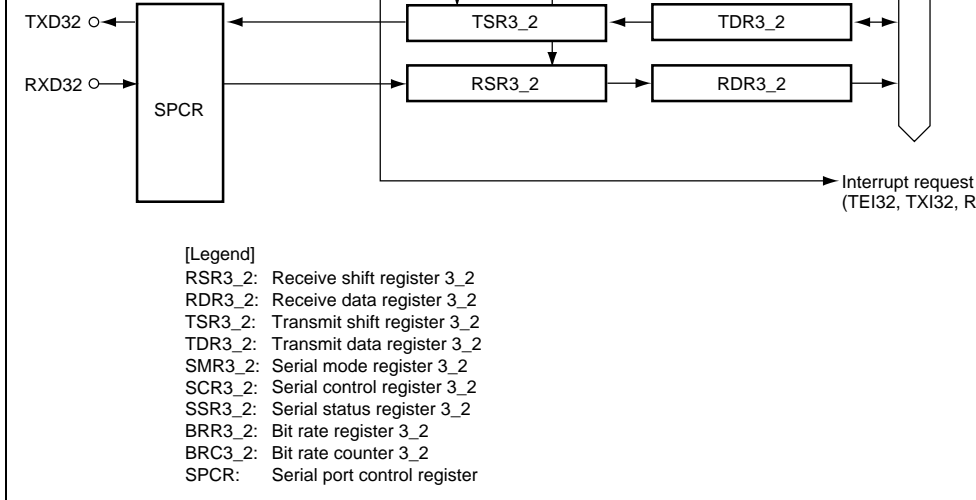 TXD32
TSR3_2
TDR3_2
RXD32
RSR3_2
RDR3_2
SPCR
Interrupt request
(TEI32, TXI32, R
[Legend]
RSR3_2: Receive shift register 3_2
RDR3_2: Receive data register 3_2
TSR3_2: Transmit shift register 3_2
TDR3_2: Transmit data register 3_2
SMR3_2: Serial mode register 3_2
SCR3_2: Serial control register 3_2
SSR3_2: Serial status register 3_2
BRR3_2: Bit rate register 3_2
BRC3_2: Bit rate counter 3_2
SPCR: Serial port control register